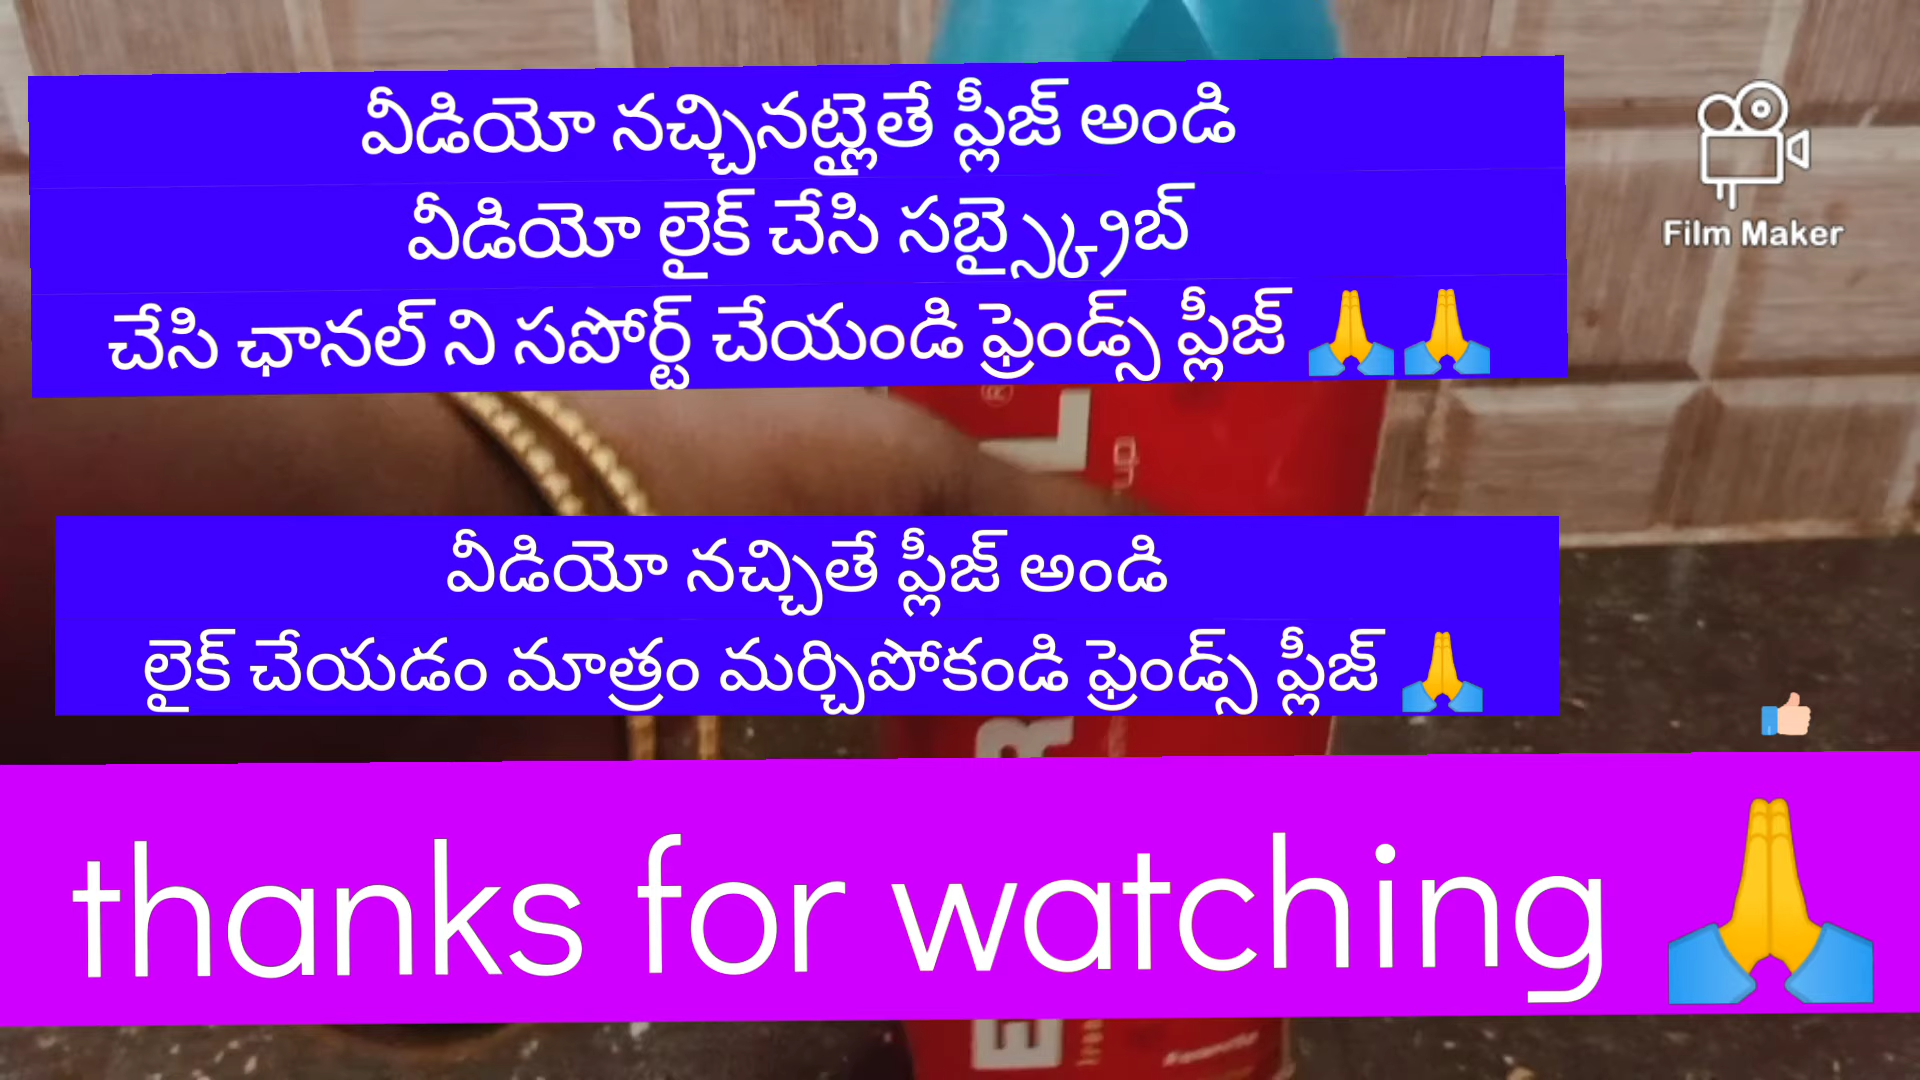 వీడియో నచ్చినట్లైతే ప్లీజ్ అండి
వీడియో లైక్ చేసి సబ్స్క్రైబ్
చేసి ఛానల్ ని సపోర్ట్ చేయండి ఫ్రెండ్స్ ప్లీజ్ 🙏🙏
Film Maker
వీడియో నచ్చితే ప్లీజ్ అండి
లైక్ చేయడం మాత్రం మర్చిపోకండి ఫ్రెండ్స్ ప్లీజ్ 🙏
thanks for watching 🙏